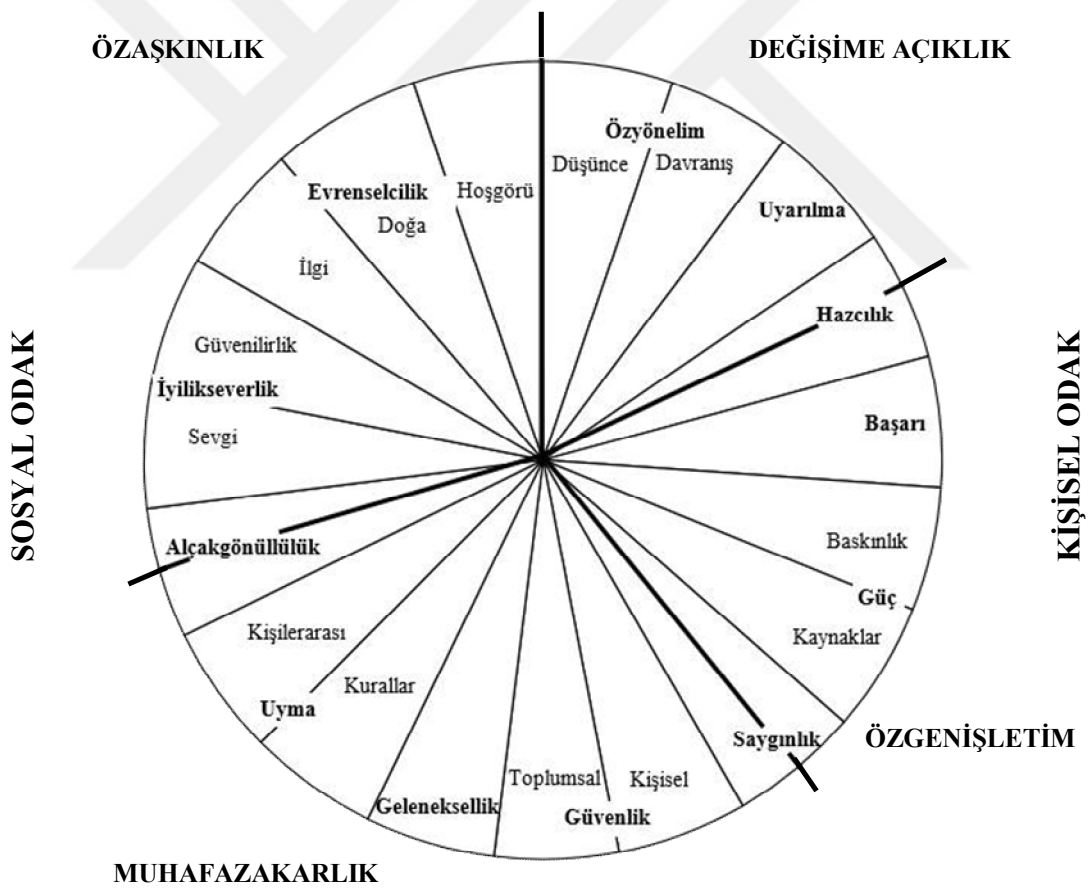 ÖZAŞKINLIK
DEĞİŞİME AÇIKLIK
Özyönelim
Düşünce
Davranış
Hoşgörü
Evrenselcilik
Doğa
Uyarılma
İlgi
Hazcılık
Güvenilirlik
İyilikseverlik
Sevgi
Başarı
SOSYAL ODAK
KİŞİSEL ODAK
Alçakgönüllülük
Baskınlık
Güç
Kaynaklar
Kişilerarası
Kurallar
Uyma
Saygınlık
ÖZGENİŞLETİM
Toplumsal
Kişisel
Geleneksellik
Güvenlik
MUHAFAZAKARLIK